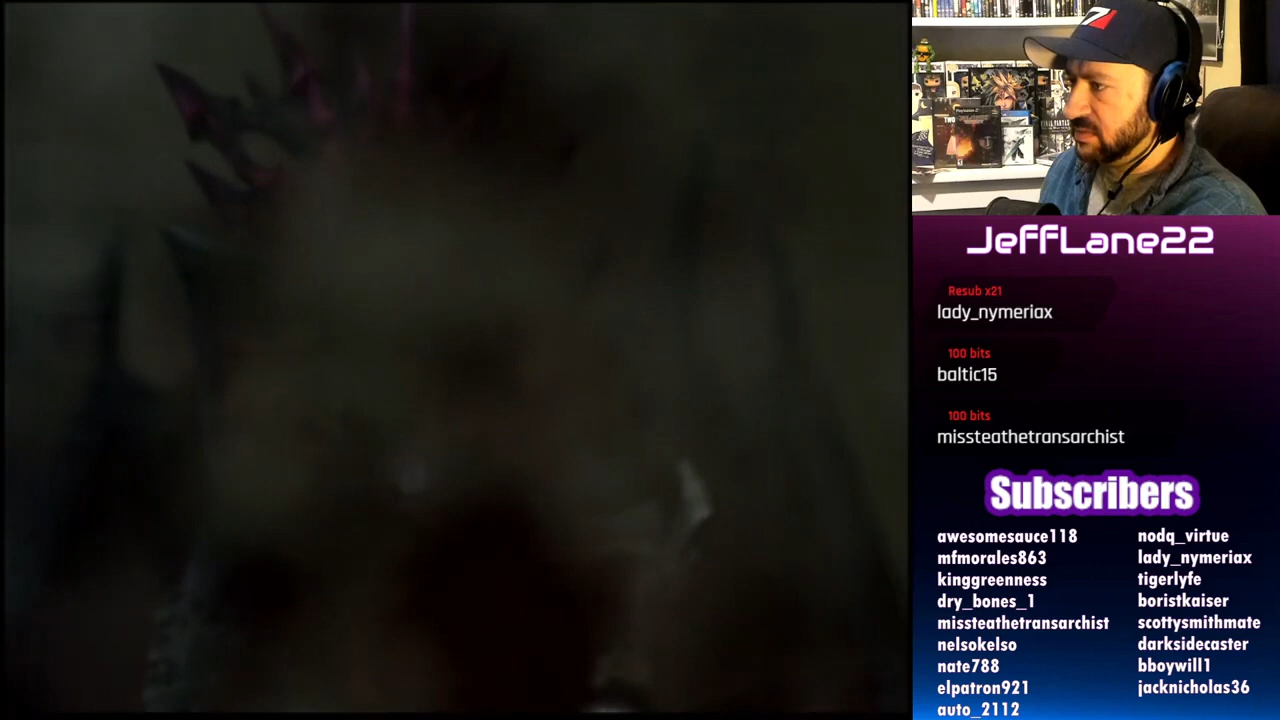 JeffLane22
Resub x21
lady_nymeriax
100 bits
baltic15
100 bits
missteathetransarchist
Subscribers
awesomesauce118
mfmorales863
kinggreenness
dry_bones_1
missteathetransarchist
nelsokelso
nate788
elpatron921
auto_2112
nodq_virtue
lady_nymeriax
tigerlyfe
boristkaiser
scottysmithmate
darksidecaster
bboywill1
jacknicholas36